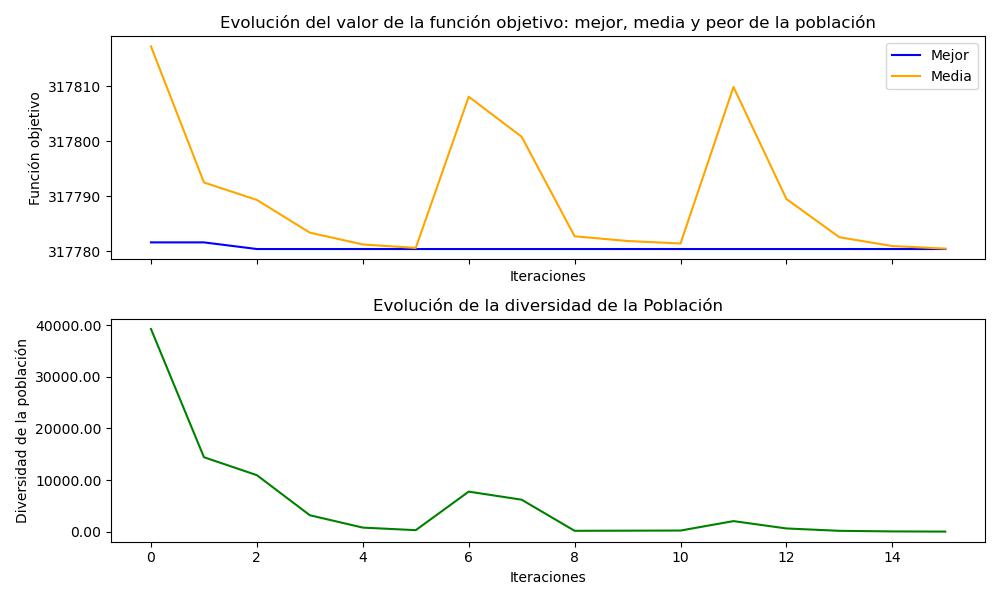 Evolución del valor de la función objetivo: mejor, media y peor de la población
Mejor
Media
Función objetivo
317810
317800
317790
317780
Iteraciones
Evolución de la diversidad de la Población
Diversidad de la población
40000.00
30000.00
20000.00
10000.00
0.00
0 2 4 6 8 10 12 14
Iteraciones